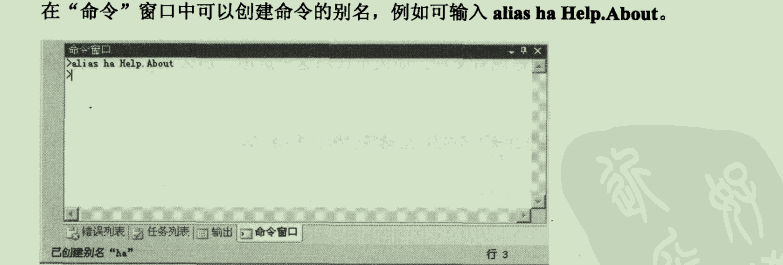 在“命令”窗口中可以创建命令的别名，例如可输入 alias ha Help.About。
命令窗口
>alias ha Help.About
>
错误列表 任务列表 输出 命令窗口
已创建别名 “ha” 行 3